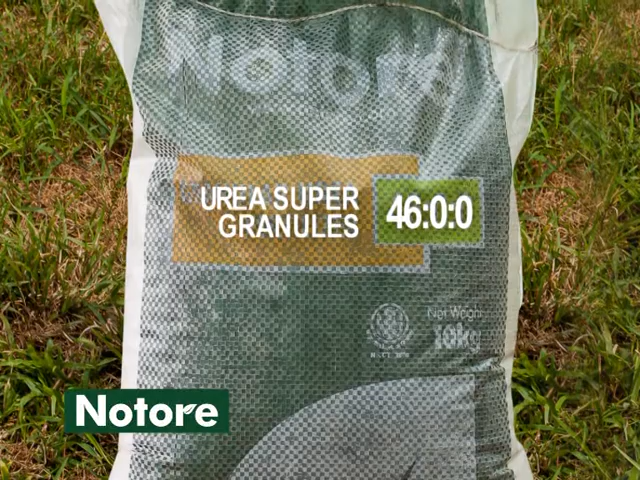 Notore
UREA SUPER
GRANULES
46:0:0
Net Weight
10kg
Notore